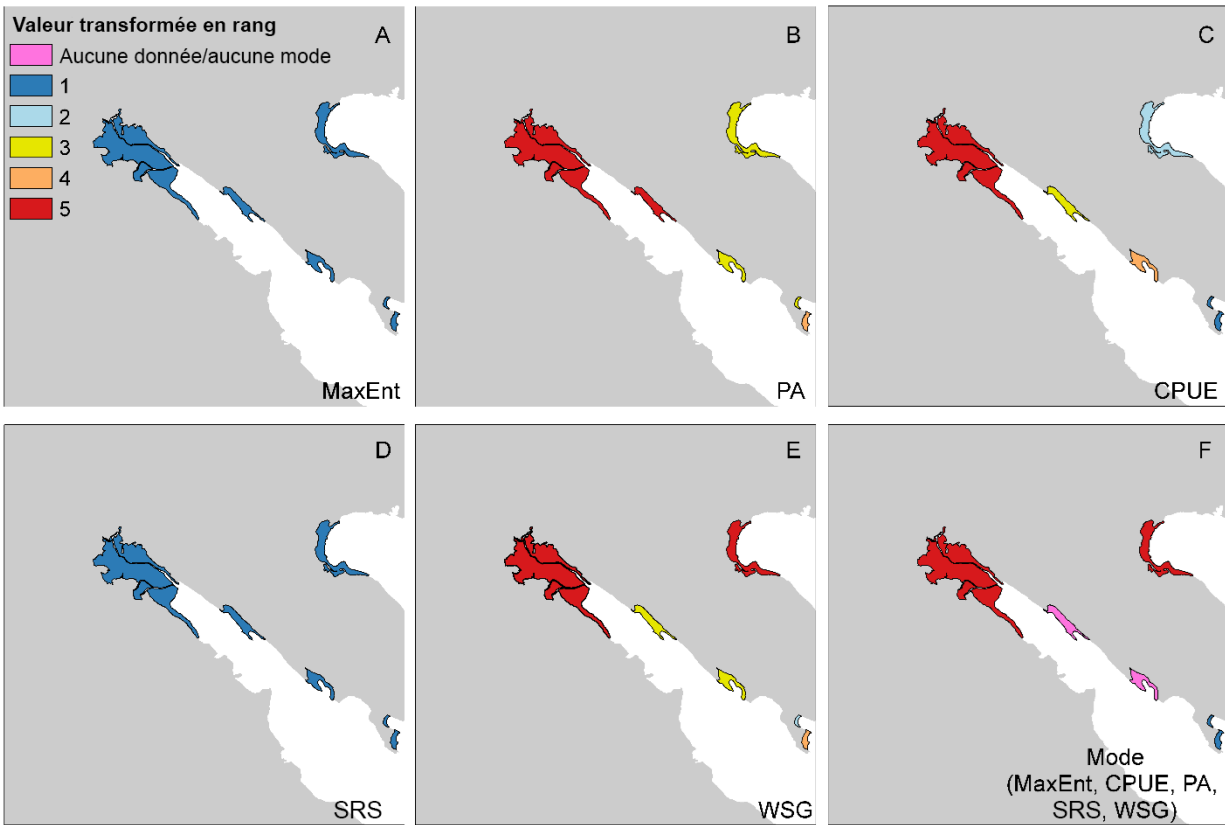 Valeur transformée en rang
Aucune donnée/aucune mode
1
2
3
4
5
A
MaxEnt
B
PA
C
CPUE
D
SRS
E
WSG
F
Mode
(MaxEnt, CPUE, PA,
SRS, WSG)